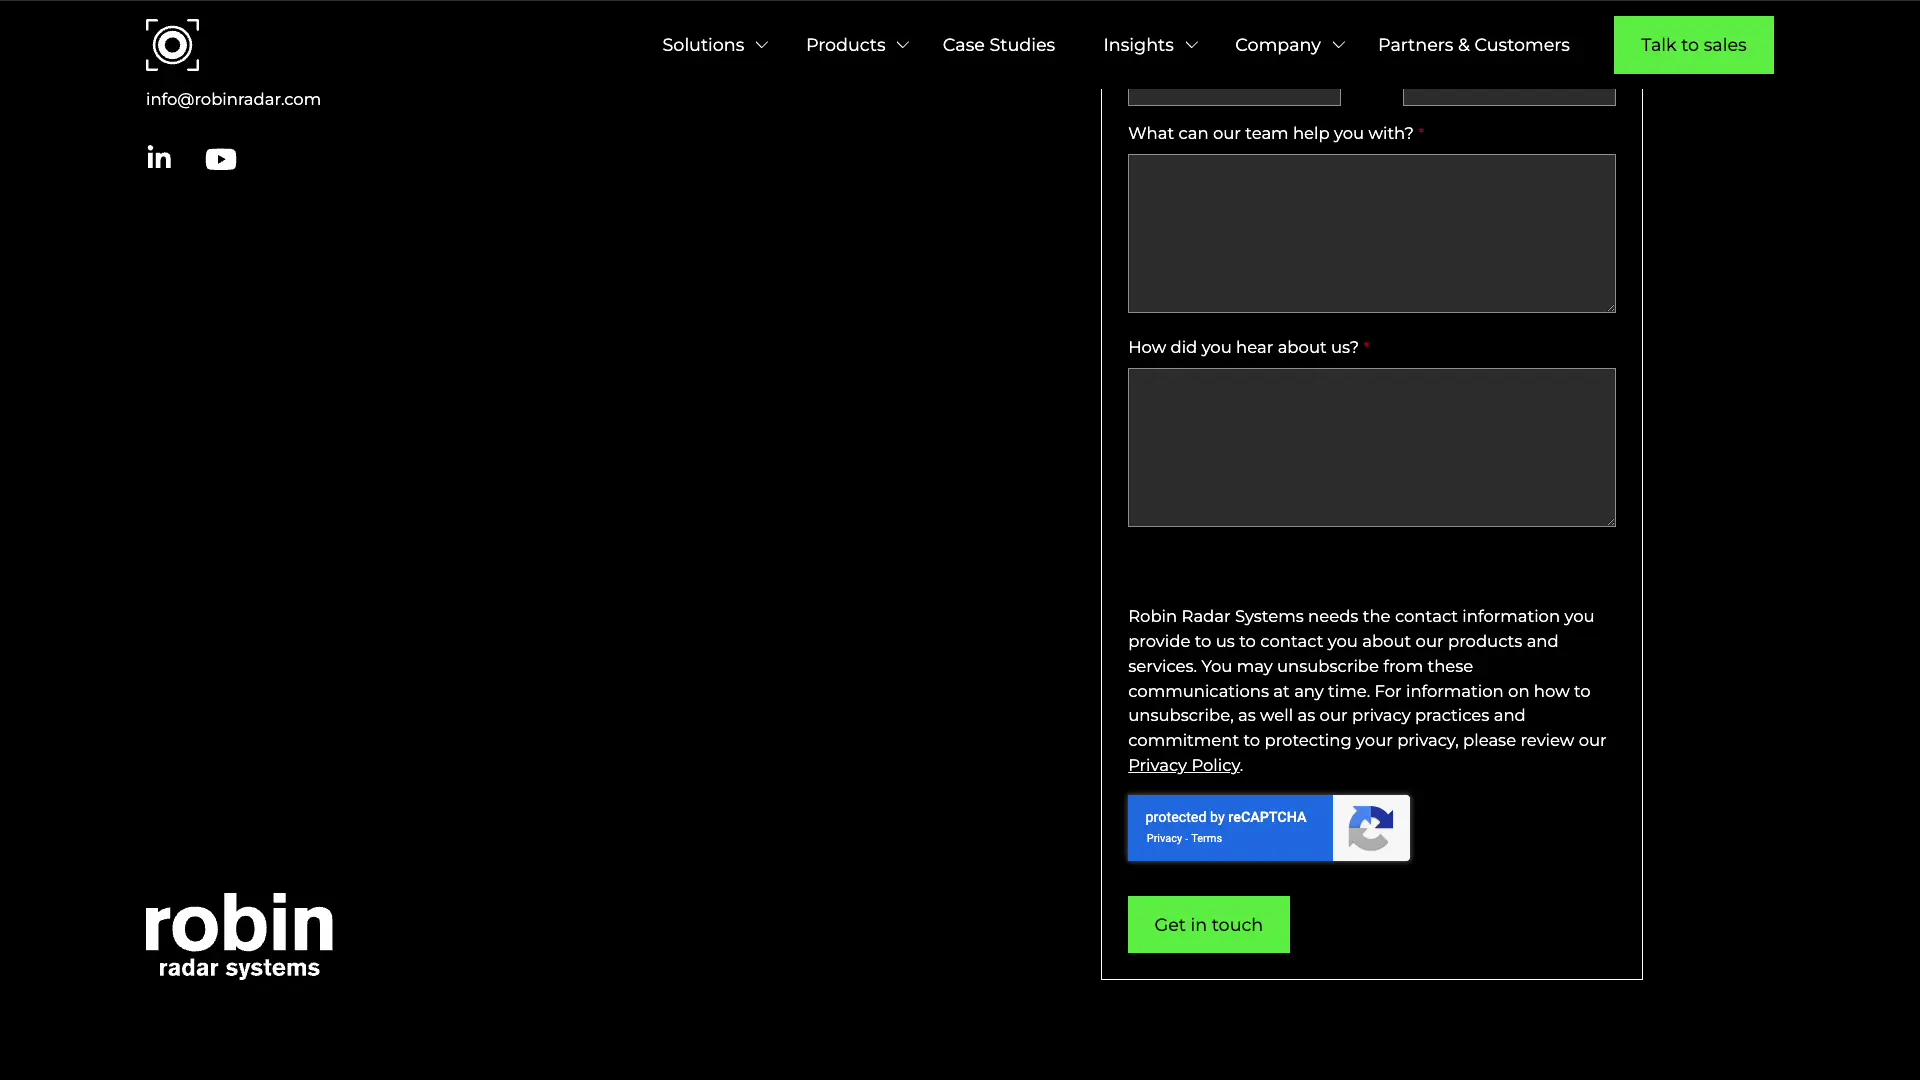 Solutions
Products
Case Studies
Insights
Company
Partners & Customers
Talk to sales
info@robinradar.com
in
What can our team help you with? *
How did you hear about us? *
Robin Radar Systems needs the contact information you
provide to us to contact you about our products and
services. You may unsubscribe from these
communications at any time. For information on how to
unsubscribe, as well as our privacy practices and
commitment to protecting your privacy, please review our
Privacy Policy.
protected by reCAPTCHA
Privacy - Terms
Get in touch
robin
radar systems